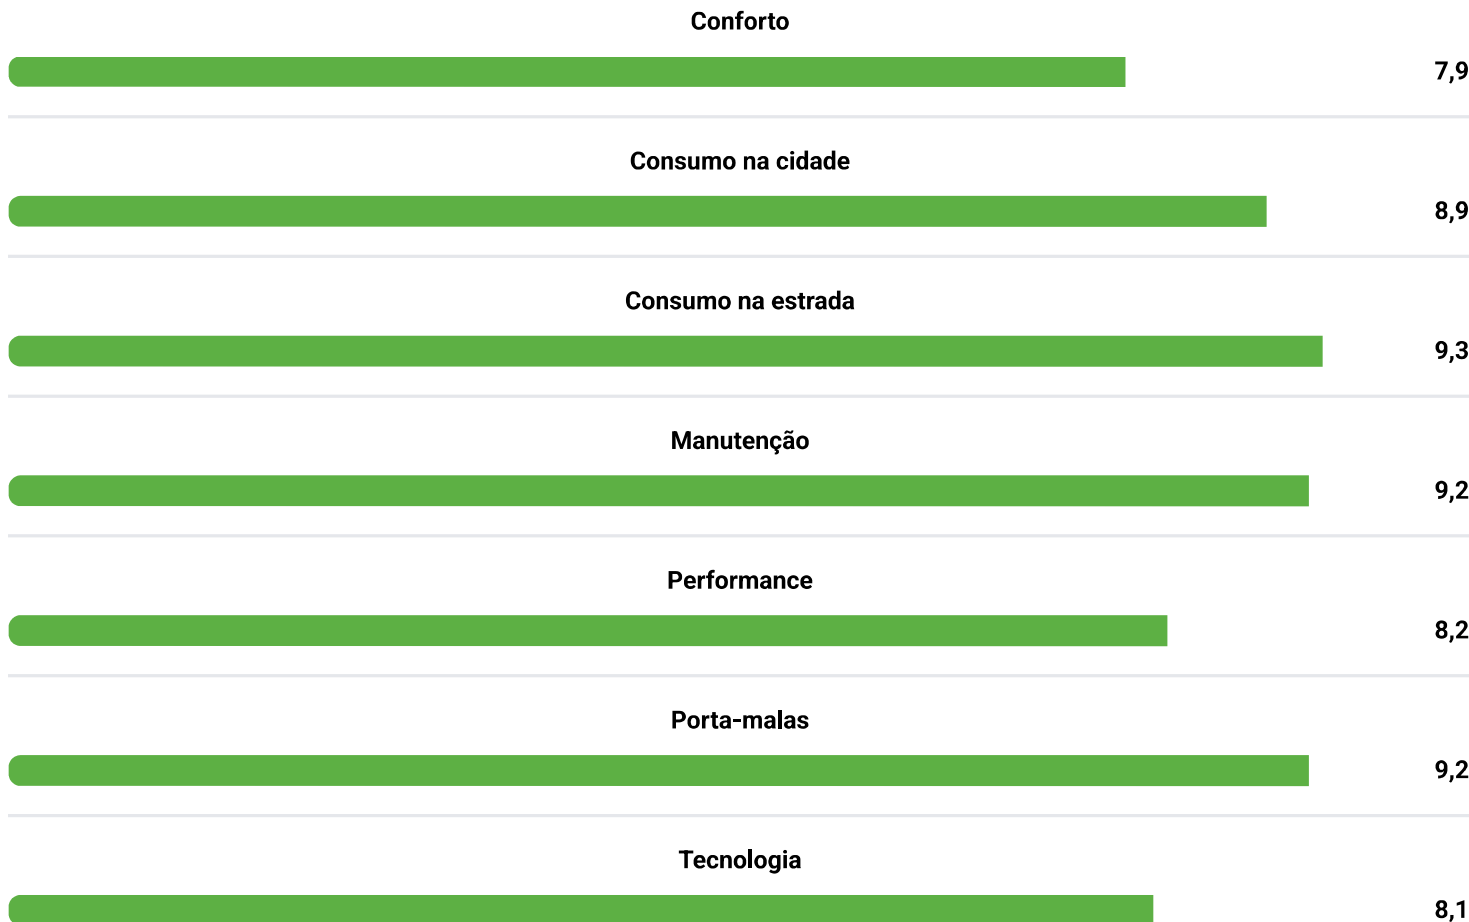 Conforto
7,9
Consumo na cidade
8,9
Consumo na estrada
9,3
Manutenção
9,2
Performance
8,2
Porta-malas
9,2
Tecnologia
8,1